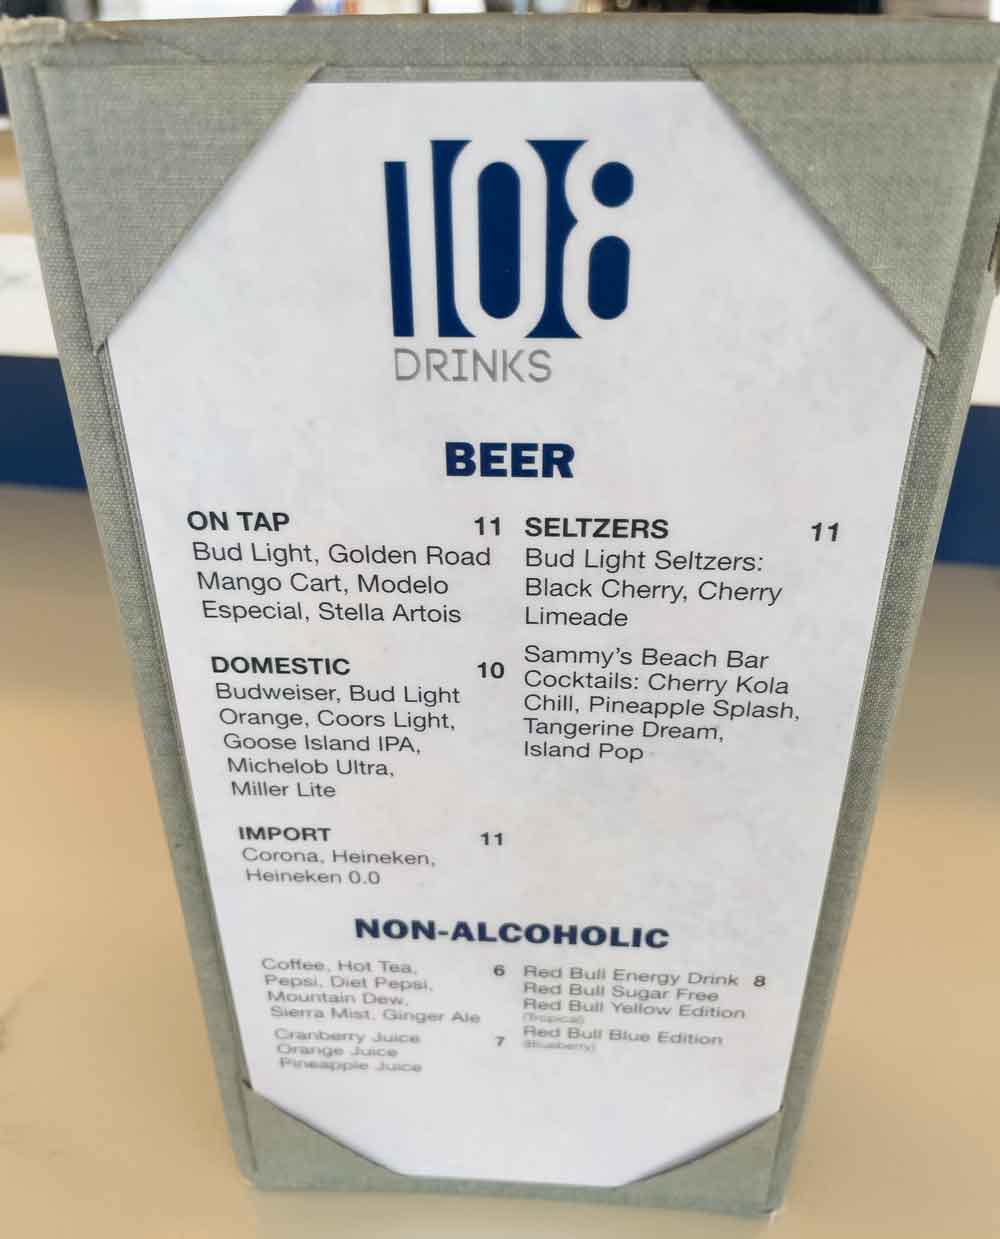 108
DRINKS
BEER
ON TAP 11
Bud Light, Golden Road
Mango Cart, Modelo
Especial, Stella Artois
DOMESTIC 10
Budweiser, Bud Light
Orange, Coors Light,
Goose Island IPA,
Michelob Ultra,
Miller Lite
IMPORT 11
Corona, Heineken,
Heineken 0.0
SELTZERS 11
Bud Light Seltzers:
Black Cherry, Cherry
Limeade
Sammy's Beach Bar
Cocktails: Cherry Kola
Chill, Pineapple Splash,
Tangerine Dream,
Island Pop
NON-ALCOHOLIC
Coffee, Hot Tea, 6
Pepsi, Diet Pepsi,
Mountain Dew,
Sierra Mist, Ginger Ale
Cranberry Juice 7
Orange Juice
Pineapple Juice
Red Bull Energy Drink 8
Red Bull Sugar Free
Red Bull Yellow Edition
(Tropical)
Red Bull Blue Edition
(Blueberry)